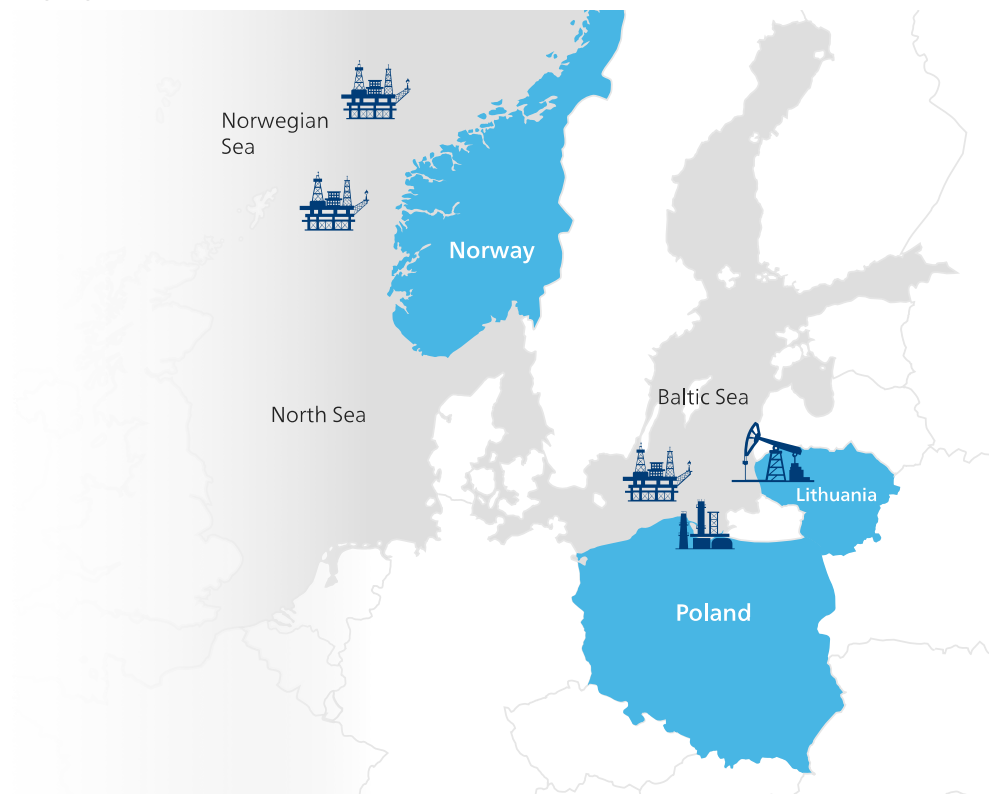 Norwegian
Sea
Norway
North Sea
Baltic Sea
Lithuania
Poland